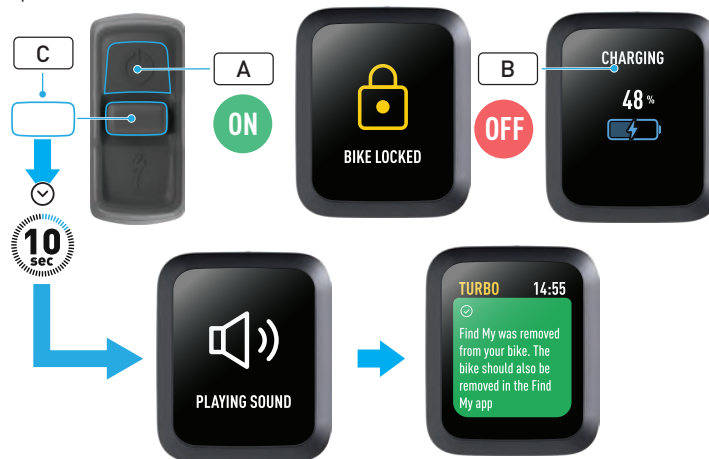 C
A
ON
BIKE LOCKED
B
OFF
CHARGING
48 %
10
sec
PLAYING SOUND
TURBO 14:55
Find My was removed
from your bike. The
bike should also be
removed in the Find
My app